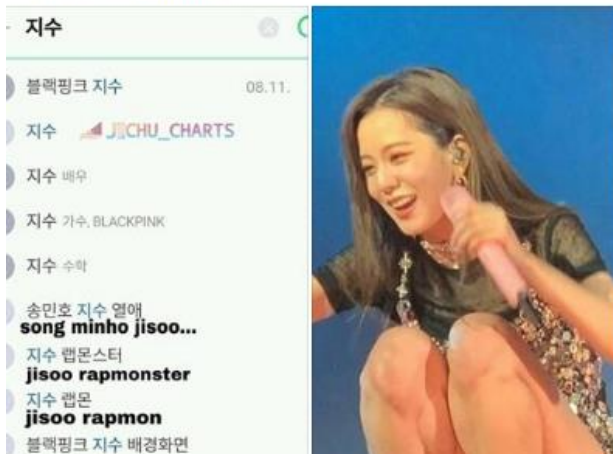 지수
블랙핑크 지수 08.11.
지수 JICHU_CHARTS
지수 배우
지수 가수, BLACKPINK
지수 수학
송민호 지수 열애
song minho jisoo...
지수 랩몬스터
jisoo rapmonster
지수 랩몬
jisoo rapmon
블랙핑크 지수 배경화면